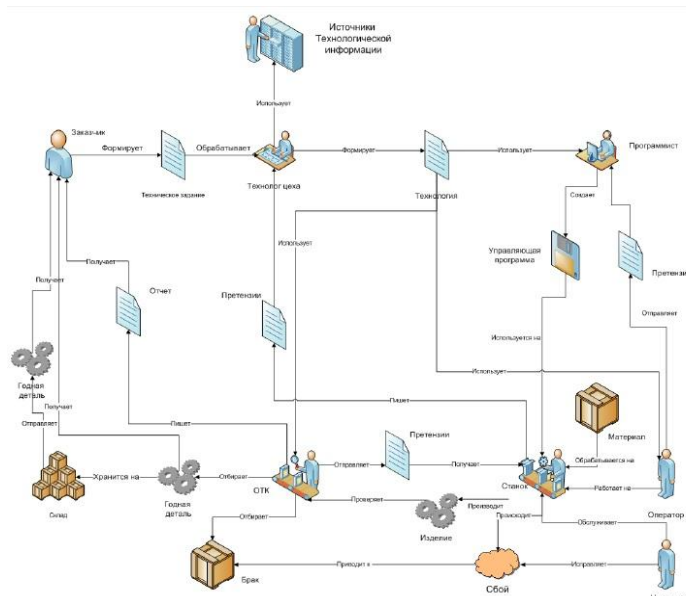 Источники
Технологической
информации
Использует
Заказчик
Формирует
Обрабатывает
Формирует
Использует
Программист
Техническое задание
Технолог цеха
Технология
Создает
Использует
Управляющая
программа
Получает
Получает
Отчет
Претензии
Отправляет
Используется на
Годная
деталь
Получает
Отправляет
Пишет
Пишет
Использует
Материал
Претензии
Обрабатывается на
Хранится на
Отбирает
Отправляет
Получает
Работает на
Склад
Годная
деталь
ОТК
Станок
Оператор
Проверяет
Производит
Изделие
Происходит
Обслуживает
Отбирает
Брак
Приводит к
Сбой
Исправляет